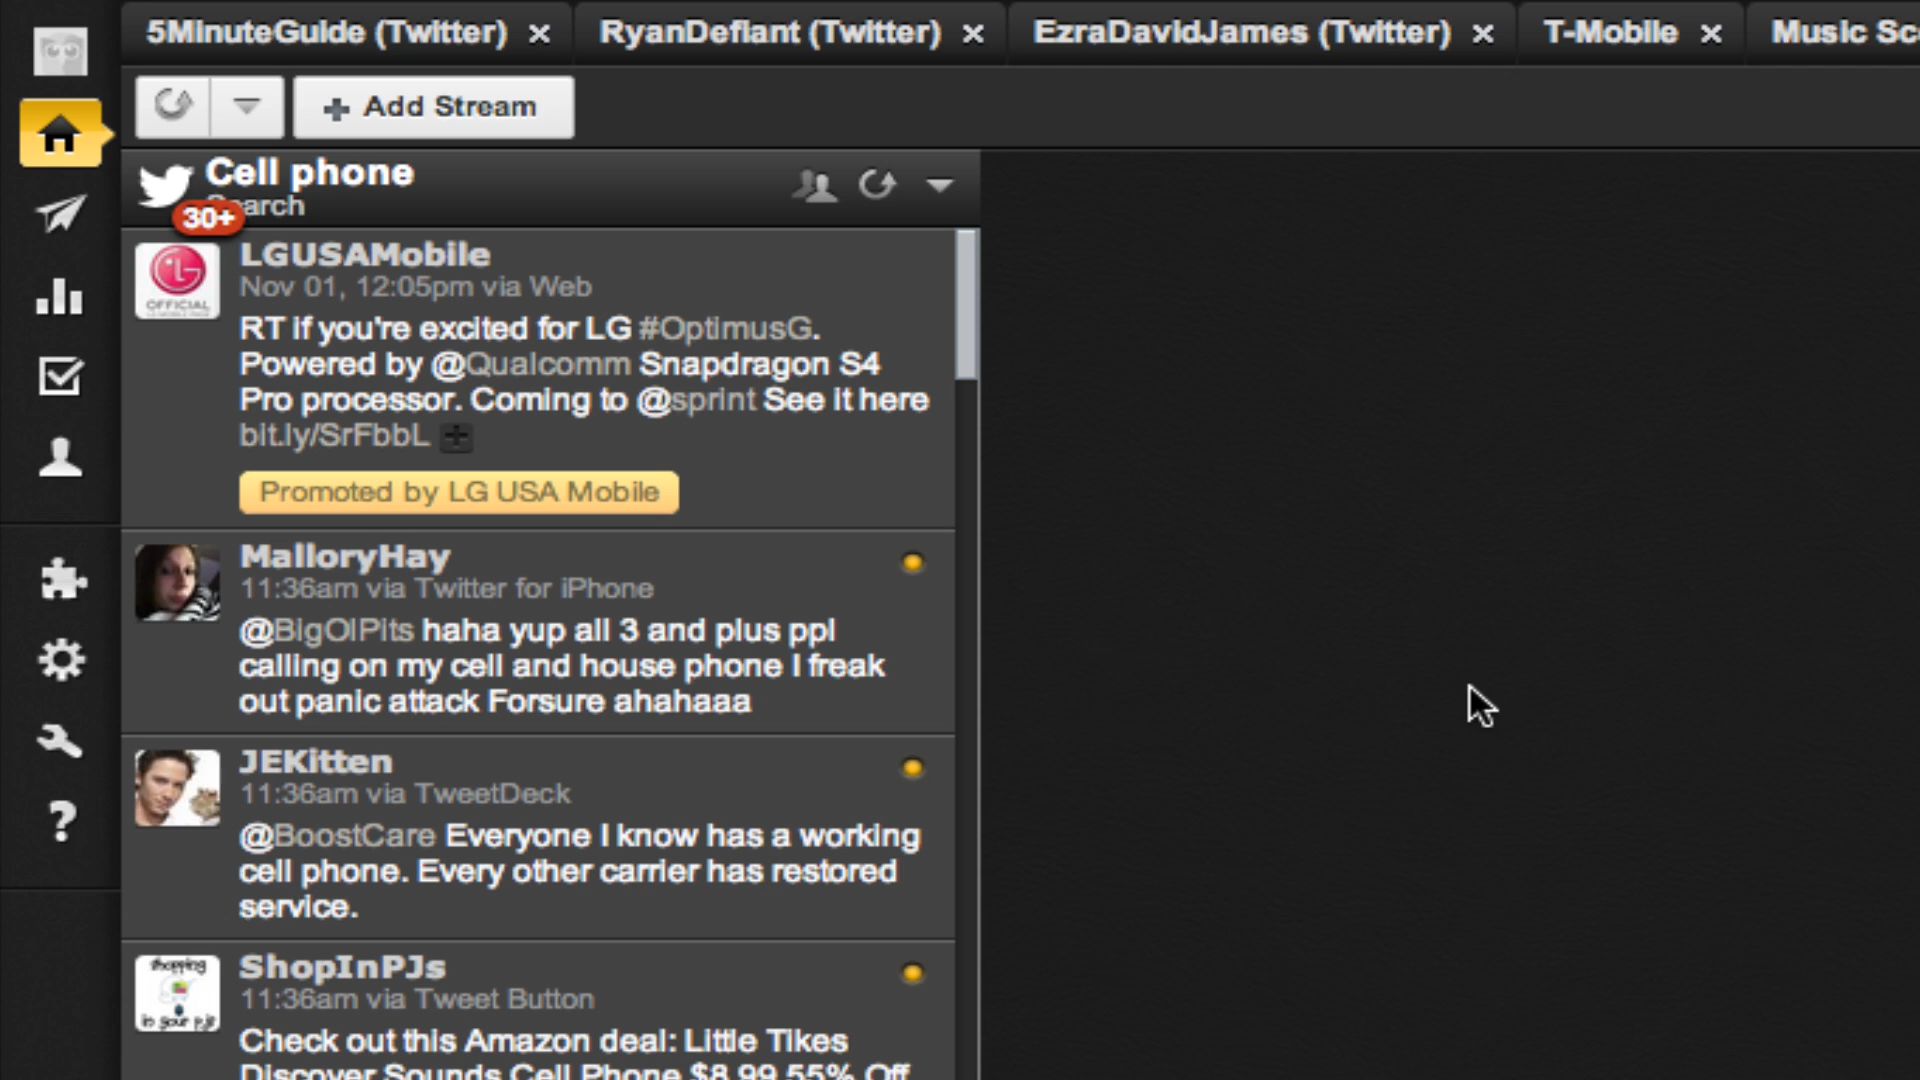 5MinuteGuide (Twitter) × RyanDefiant (Twitter) × EzraDavidJames (Twitter) × T-Mobile × Music Sc
+ Add Stream
Cell phone
Search
30+
LGUSAMobile
Nov 01, 12:05pm via Web
RT if you're excited for LG #OptimusG.
Powered by @Qualcomm Snapdragon S4
Pro processor. Coming to @sprint See it here
bit.ly/SrFbbL +
OFFICIAL
Promoted by LG USA Mobile
MalloryHay
11:36am via Twitter for iPhone
@BigOlPits haha yup all 3 and plus ppl
calling on my cell and house phone I freak
out panic attack Forsure ahahaaa
JEKitten
11:36am via TweetDeck
@BoostCare Everyone I know has a working
cell phone. Every other carrier has restored
service.
ShopInPJs
11:36am via Tweet Button
shopping
in your pjs
Check out this Amazon deal: Little Tikes
Discover Sounds Cell Phone $8.99 55% Off